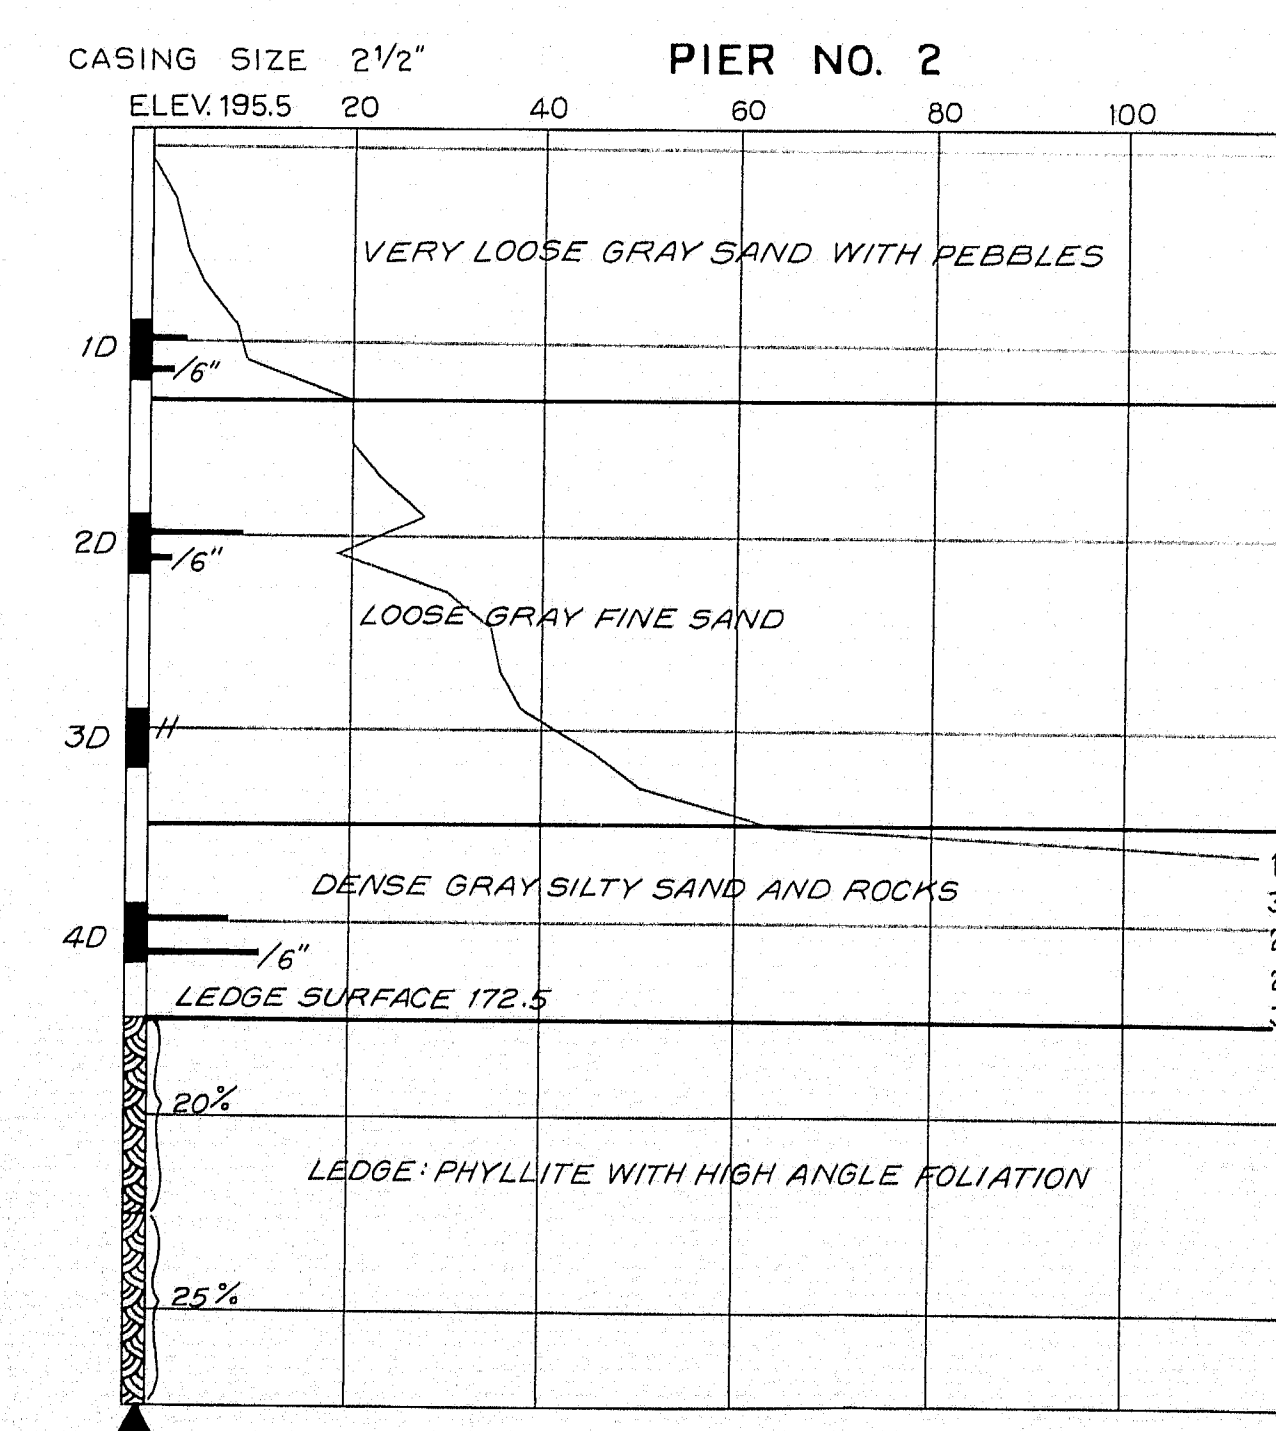 CASING SIZE 2 1/2"
PIER NO. 2
ELEV. 195.5 20 40 60 80 100
VERY LOOSE GRAY SAND WITH PEBBLES
1D
/6"
2D
/6"
LOOSE GRAY FINE SAND
3D
DENSE GRAY SILTY SAND AND ROCKS
4D
/6"
LEDGE SURFACE 172.5
20%
LEDGE: PHYLLITE WITH HIGH ANGLE FOLIATION
25%